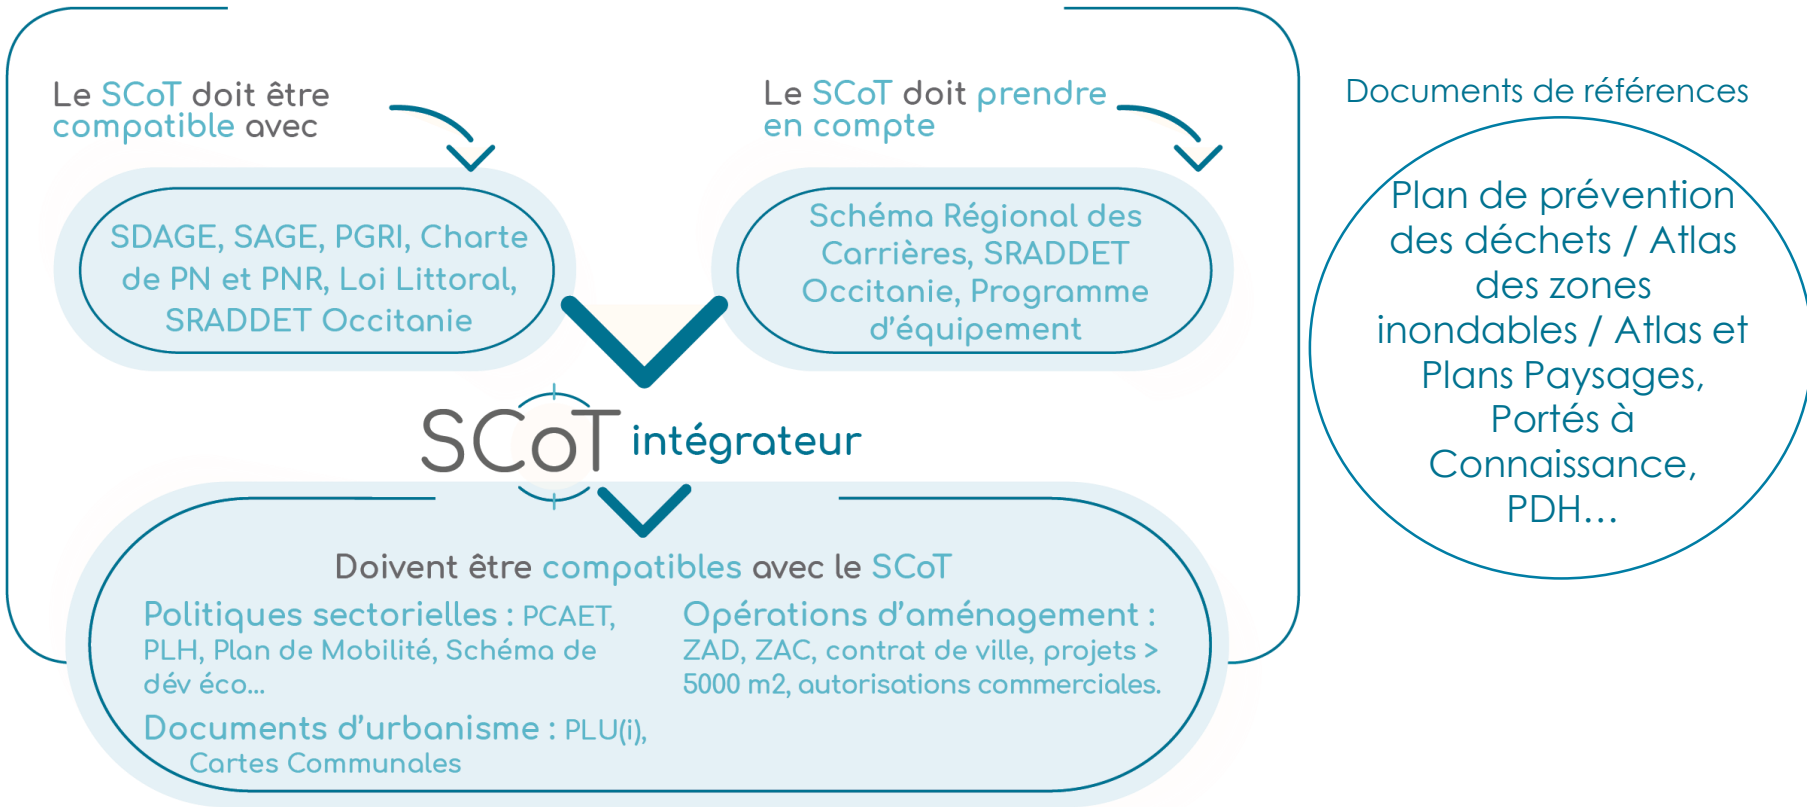 Le SCoT doit être
compatible avec
SDAGE, SAGE, PGRI, Charte
de PN et PNR, Loi Littoral,
SRADDET Occitanie
Le SCoT doit prendre
en compte
Schéma Régional des
Carrières, SRADDET
Occitanie, Programme
d'équipement
SCoT intégrateur
Doivent être compatibles avec le SCoT
Politiques sectorielles : PCAET,
PLH, Plan de Mobilité, Schéma de
dév éco...
Documents d'urbanisme : PLU(i),
Cartes Communales
Opérations d'aménagement :
ZAD, ZAC, contrat de ville, projets >
5000 m2, autorisations commerciales.
Documents de références
Plan de prévention
des déchets / Atlas
des zones
inondables / Atlas et
Plans Paysages,
Portés à
Connaissance,
PDH...